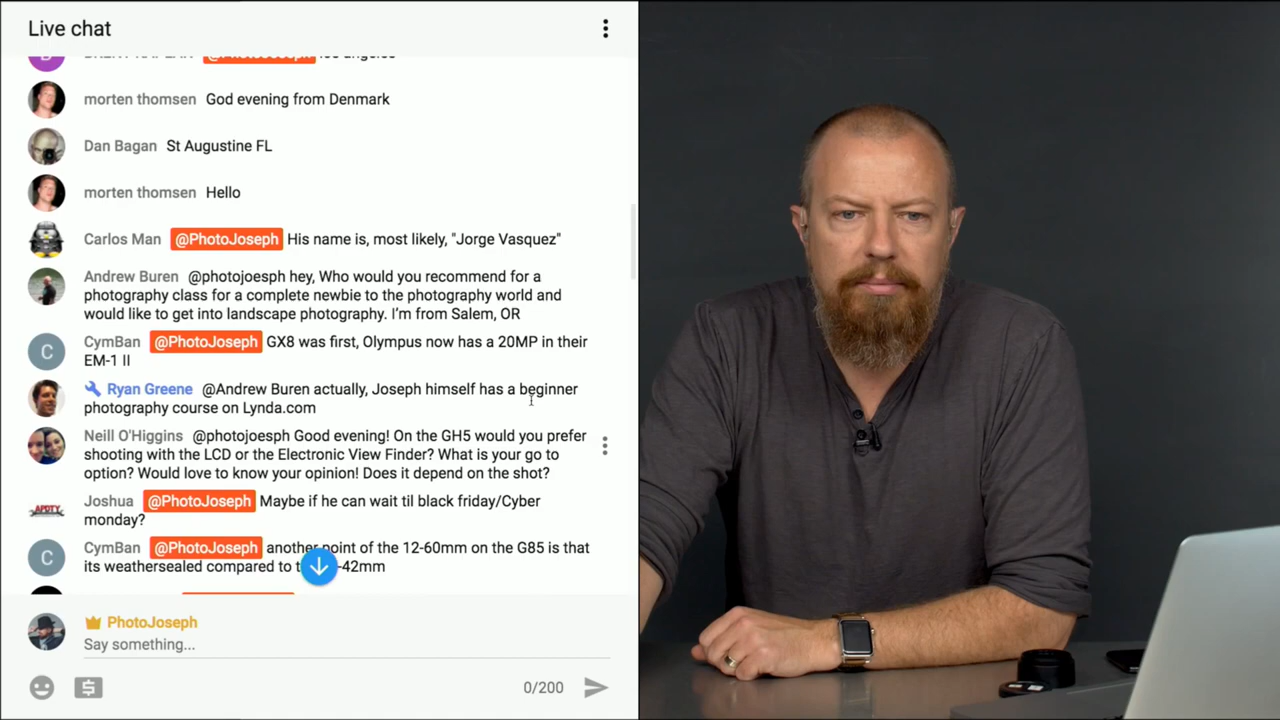 Live chat
@PhotoJoseph los angeles
morten thomsen God evening from Denmark
Dan Bagan St Augustine FL
morten thomsen Hello
Carlos Man @PhotoJoseph His name is, most likely, "Jorge Vasquez"
Andrew Buren @photojoesph hey, Who would you recommend for a
photography class for a complete newbie to the photography world and
would like to get into landscape photography. I'm from Salem, OR
CymBan @PhotoJoseph GX8 was first, Olympus now has a 20MP in their
C
EM-1 II
Ryan Greene @Andrew Buren actually, Joseph himself has a beginner
photography course on Lynda.com
Neill O'Higgins @photojoesph Good evening! On the GH5 would you prefer
shooting with the LCD or the Electronic View Finder? What is your go to
option? Would love to know your opinion! Does it depend on the shot?
Joshua @PhotoJoseph Maybe if he can wait til black friday/Cyber
APDTY
monday?
CymBan @PhotoJoseph another point of the 12-60mm on the G85 is that
C
its weathersealed compared to -42mm
PhotoJoseph
Say something...
$ 0/200